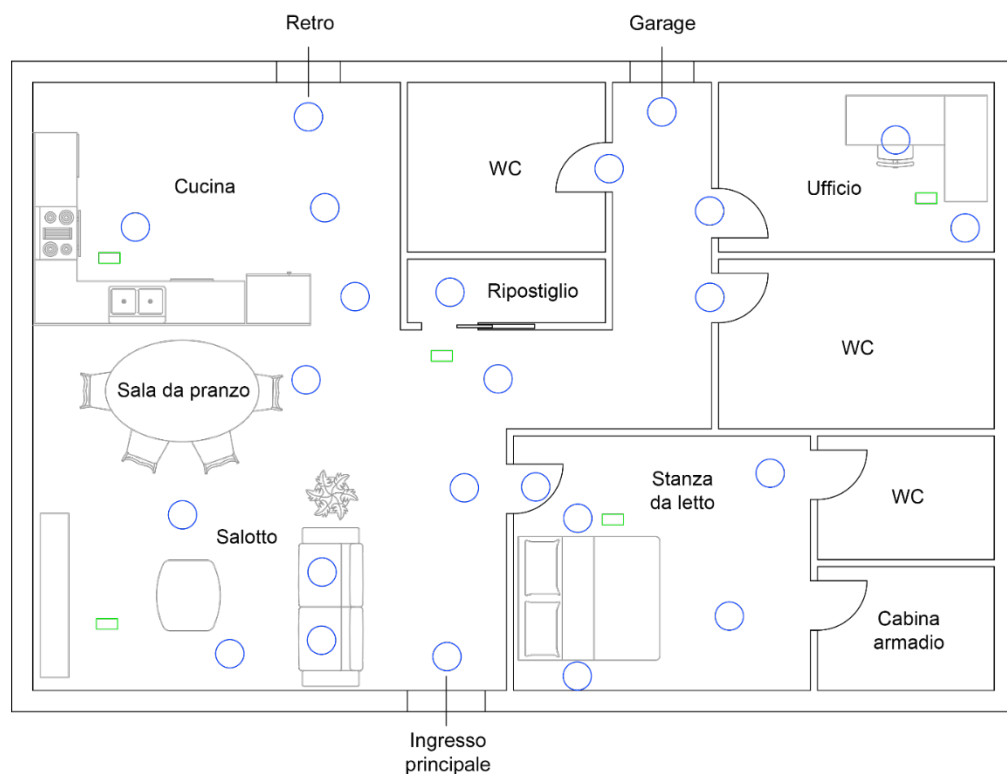 Retro
Garage
WC
Cucina
Ufficio
Ripostiglio
WC
Sala da pranzo
Stanza
da letto
WC
Salotto
Cabina
armadio
Ingresso
principale